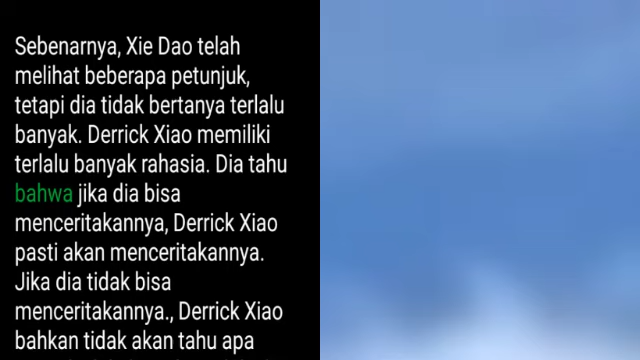 Sebenarnya, Xie Dao telah
melihat beberapa petunjuk,
tetapi dia tidak bertanya terlalu
banyak. Derrick Xiao memiliki
terlalu banyak rahasia. Dia tahu
bahwa jika dia bisa
menceritakannya, Derrick Xiao
pasti akan menceritakannya.
Jika dia tidak bisa
menceritakannya., Derrick Xiao
bahkan tidak akan tahu apa